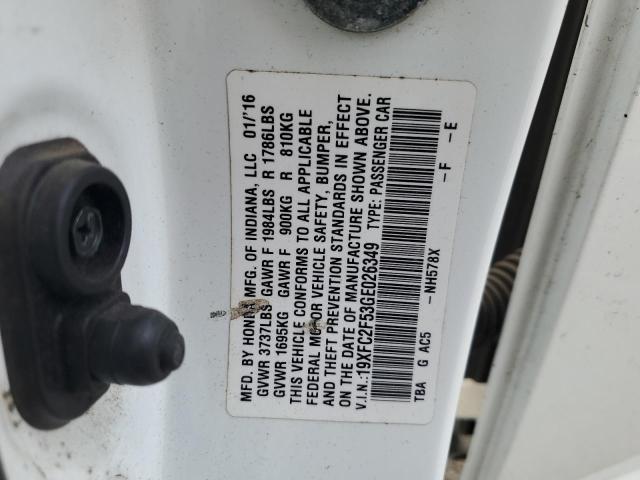 MFD. BY HONDA MFG. OF INDIANA, LLC 01/'16
GVWR 3737LBS GAWR F 1984LBS R 1786LBS
GVWR 1695KG GAWR F 900KG R 810KG
THIS VEHICLE CONFORMS TO ALL APPLICABLE
FEDERAL MOTOR VEHICLE SAFETY, BUMPER,
AND THEFT PREVENTION STANDARDS IN EFFECT
ON THE DATE OF MANUFACTURE SHOWN ABOVE.
V.I.N.:19XFC2F53GE026349 TYPE: PASSENGER CAR
TBA G AC5 – NH578X – F – E